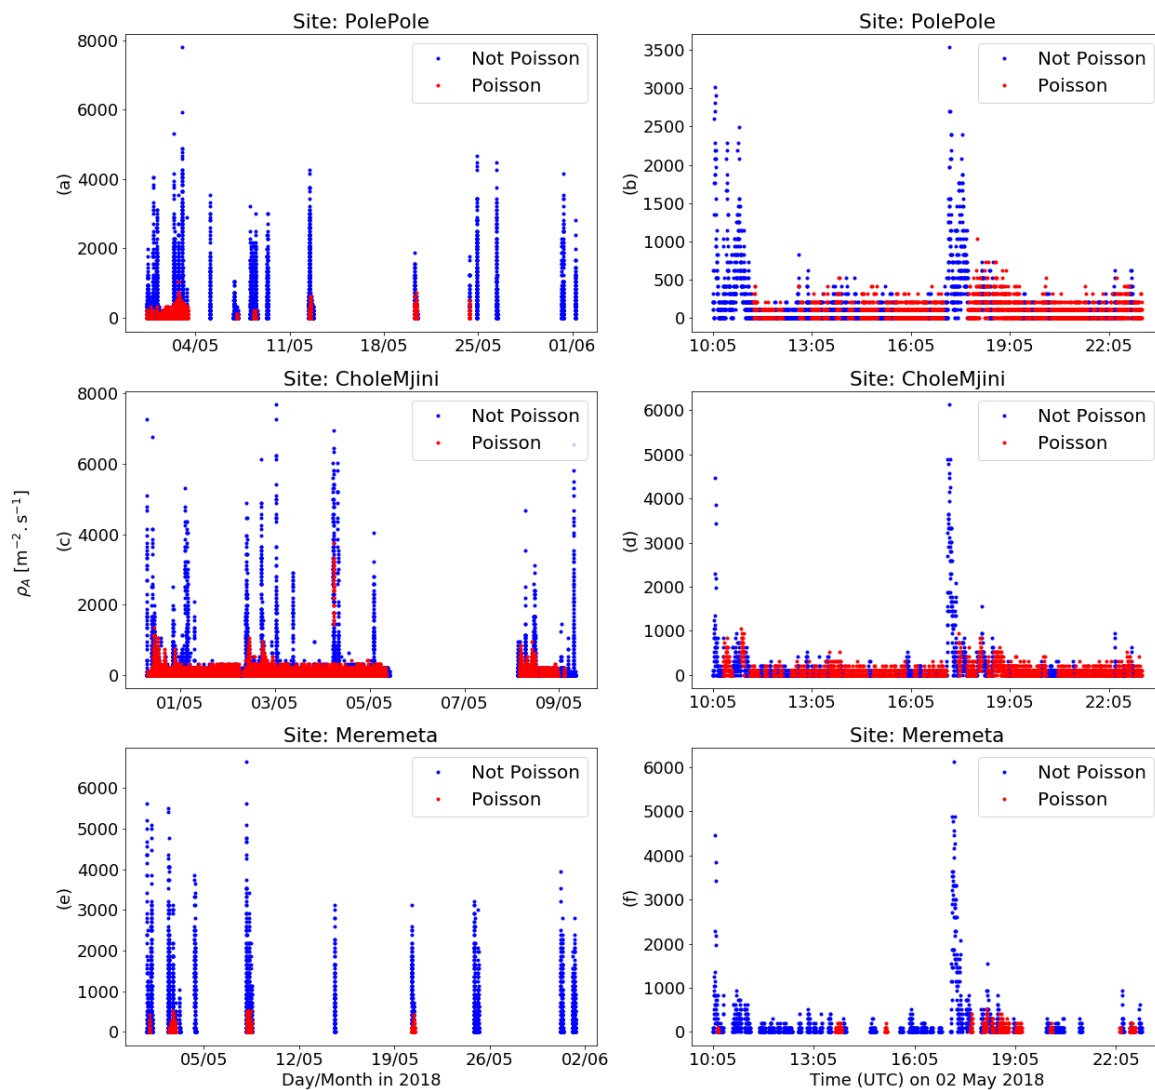 Site: PolePole
Site: PolePole
8000
6000
4000
2000
0
(a)
Not Poisson
Poisson
04/05
11/05
18/05
25/05
01/06
3500
3000
2500
2000
1500
1000
500
0
(b)
Not Poisson
Poisson
10:05
13:05
16:05
19:05
22:05
Site: CholeMjini
Site: CholeMjini
ρ_A [m⁻².s⁻¹]
8000
6000
4000
2000
0
(c)
Not Poisson
Poisson
01/05
03/05
05/05
07/05
09/05
6000
5000
4000
3000
2000
1000
0
(d)
Not Poisson
Poisson
10:05
13:05
16:05
19:05
22:05
Site: Meremeta
Site: Meremeta
6000
5000
4000
3000
2000
1000
0
(e)
Not Poisson
Poisson
05/05
12/05
19/05
26/05
02/06
Day/Month in 2018
6000
5000
4000
3000
2000
1000
0
(f)
Not Poisson
Poisson
10:05
13:05
16:05
19:05
22:05
Time (UTC) on 02 May 2018